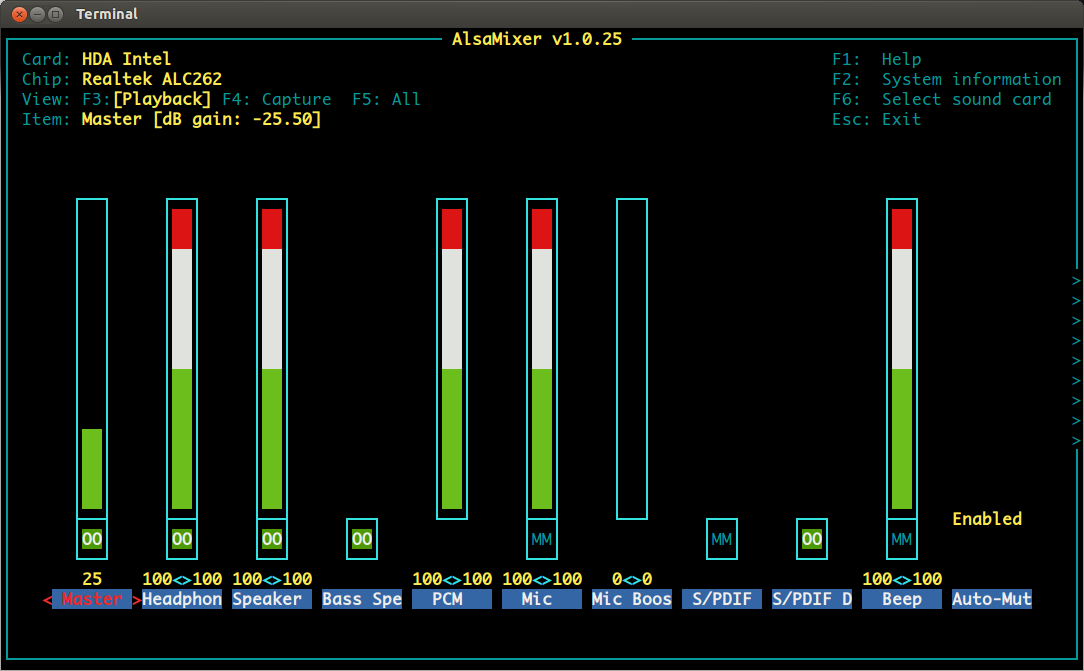 Terminal
AlsaMixer v1.0.25
Card: HDA Intel F1: Help
Chip: Realtek ALC262 F2: System information
View: F3:[Playback] F4: Capture F5: All F6: Select sound card
Item: Master [dB gain: -25.50] Esc: Exit
>
>
>
>
>
>
>
>
>
Enabled
OO OO OO OO MM MM OO MM
25 100<>100 100<>100 100<>100 100<>100 0<>0 100<>100
< Master >Headphon Speaker Bass Spe PCM Mic Mic Boos S/PDIF S/PDIF D Beep Auto-Mut